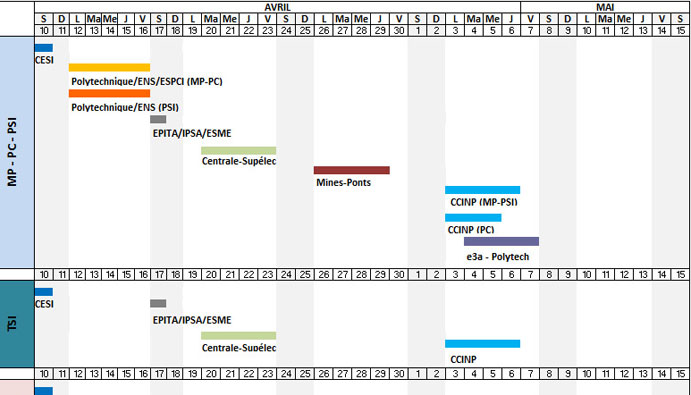 AVRIL MAI
S D L Ma Me J V S D L Ma Me J V S D L Ma Me J V S D L Ma Me J V S D L Ma Me J V S
10 11 12 13 14 15 16 17 18 19 20 21 22 23 24 25 26 27 28 29 30 1 2 3 4 5 6 7 8 9 10 11 12 13 14 15
MP - PC - PSI
CESI
Polytechnique/ENS/ESPCI (MP-PC)
Polytechnique/ENS (PSI)
EPITA/IPSA/ESME
Centrale-Supélec
Mines-Ponts
CCINP (MP-PSI)
CCINP (PC)
e3a - Polytech
10 11 12 13 14 15 16 17 18 19 20 21 22 23 24 25 26 27 28 29 30 1 2 3 4 5 6 7 8 9 10 11 12 13 14 15
TSI
CESI
EPITA/IPSA/ESME
Centrale-Supélec
CCINP
10 11 12 13 14 15 16 17 18 19 20 21 22 23 24 25 26 27 28 29 30 1 2 3 4 5 6 7 8 9 10 11 12 13 14 15